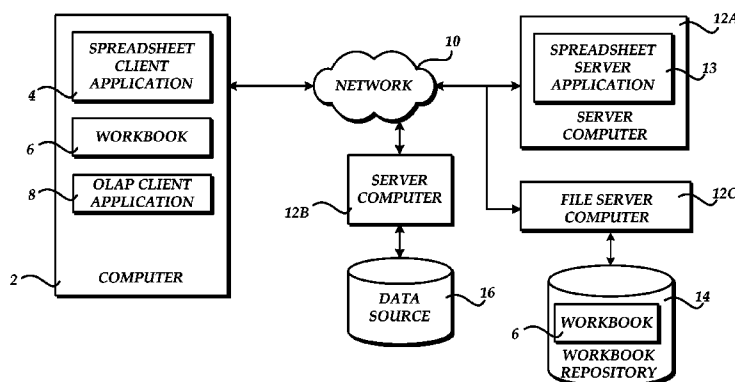 SPREADSHEET
CLIENT
APPLICATION
4
WORKBOOK
6
OLAP CLIENT
APPLICATION
8
2
COMPUTER
10
NETWORK
SERVER
COMPUTER
12B
DATA
SOURCE
16
12A
SPREADSHEET
SERVER
APPLICATION
13
SERVER
COMPUTER
FILE SERVER
COMPUTER
12C
14
6
WORKBOOK
WORKBOOK
REPOSITORY